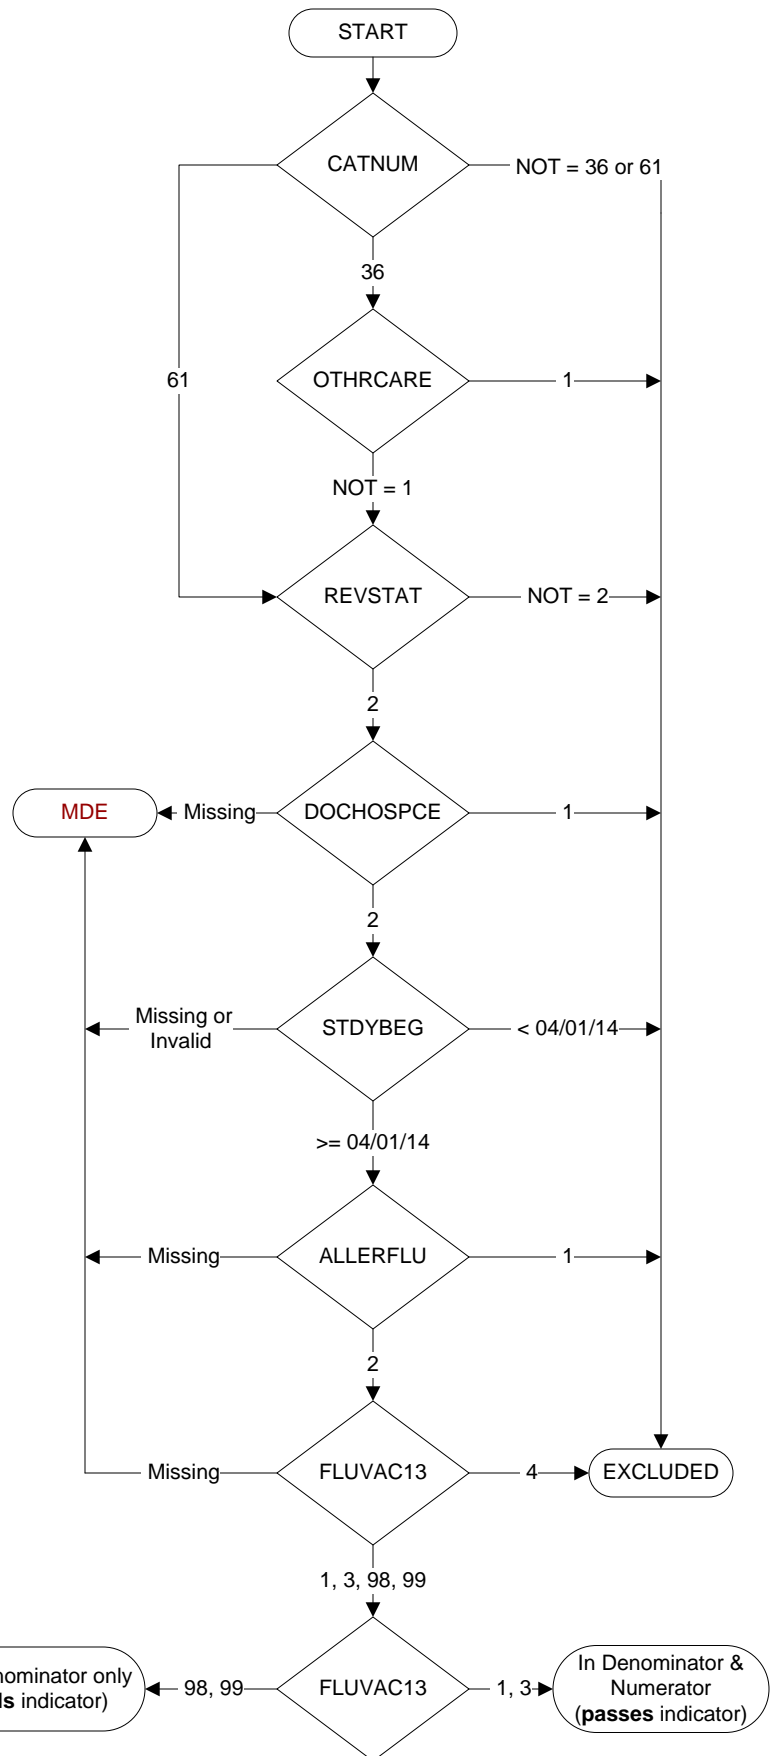 START
CATNUM
NOT = 36 or 61
36
61
OTHRCARE
1
NOT = 1
REVSTAT
NOT = 2
2
MDE
Missing
DOCHOSPCE
1
2
Missing or
Invalid
STDYBEG
< 04/01/14
>= 04/01/14
Missing
ALLERFLU
1
2
Missing
FLUVAC13
4
EXCLUDED
1, 3, 98, 99
nominator only
ls indicator)
98, 99
FLUVAC13
1, 3
In Denominator &
Numerator
(passes indicator)